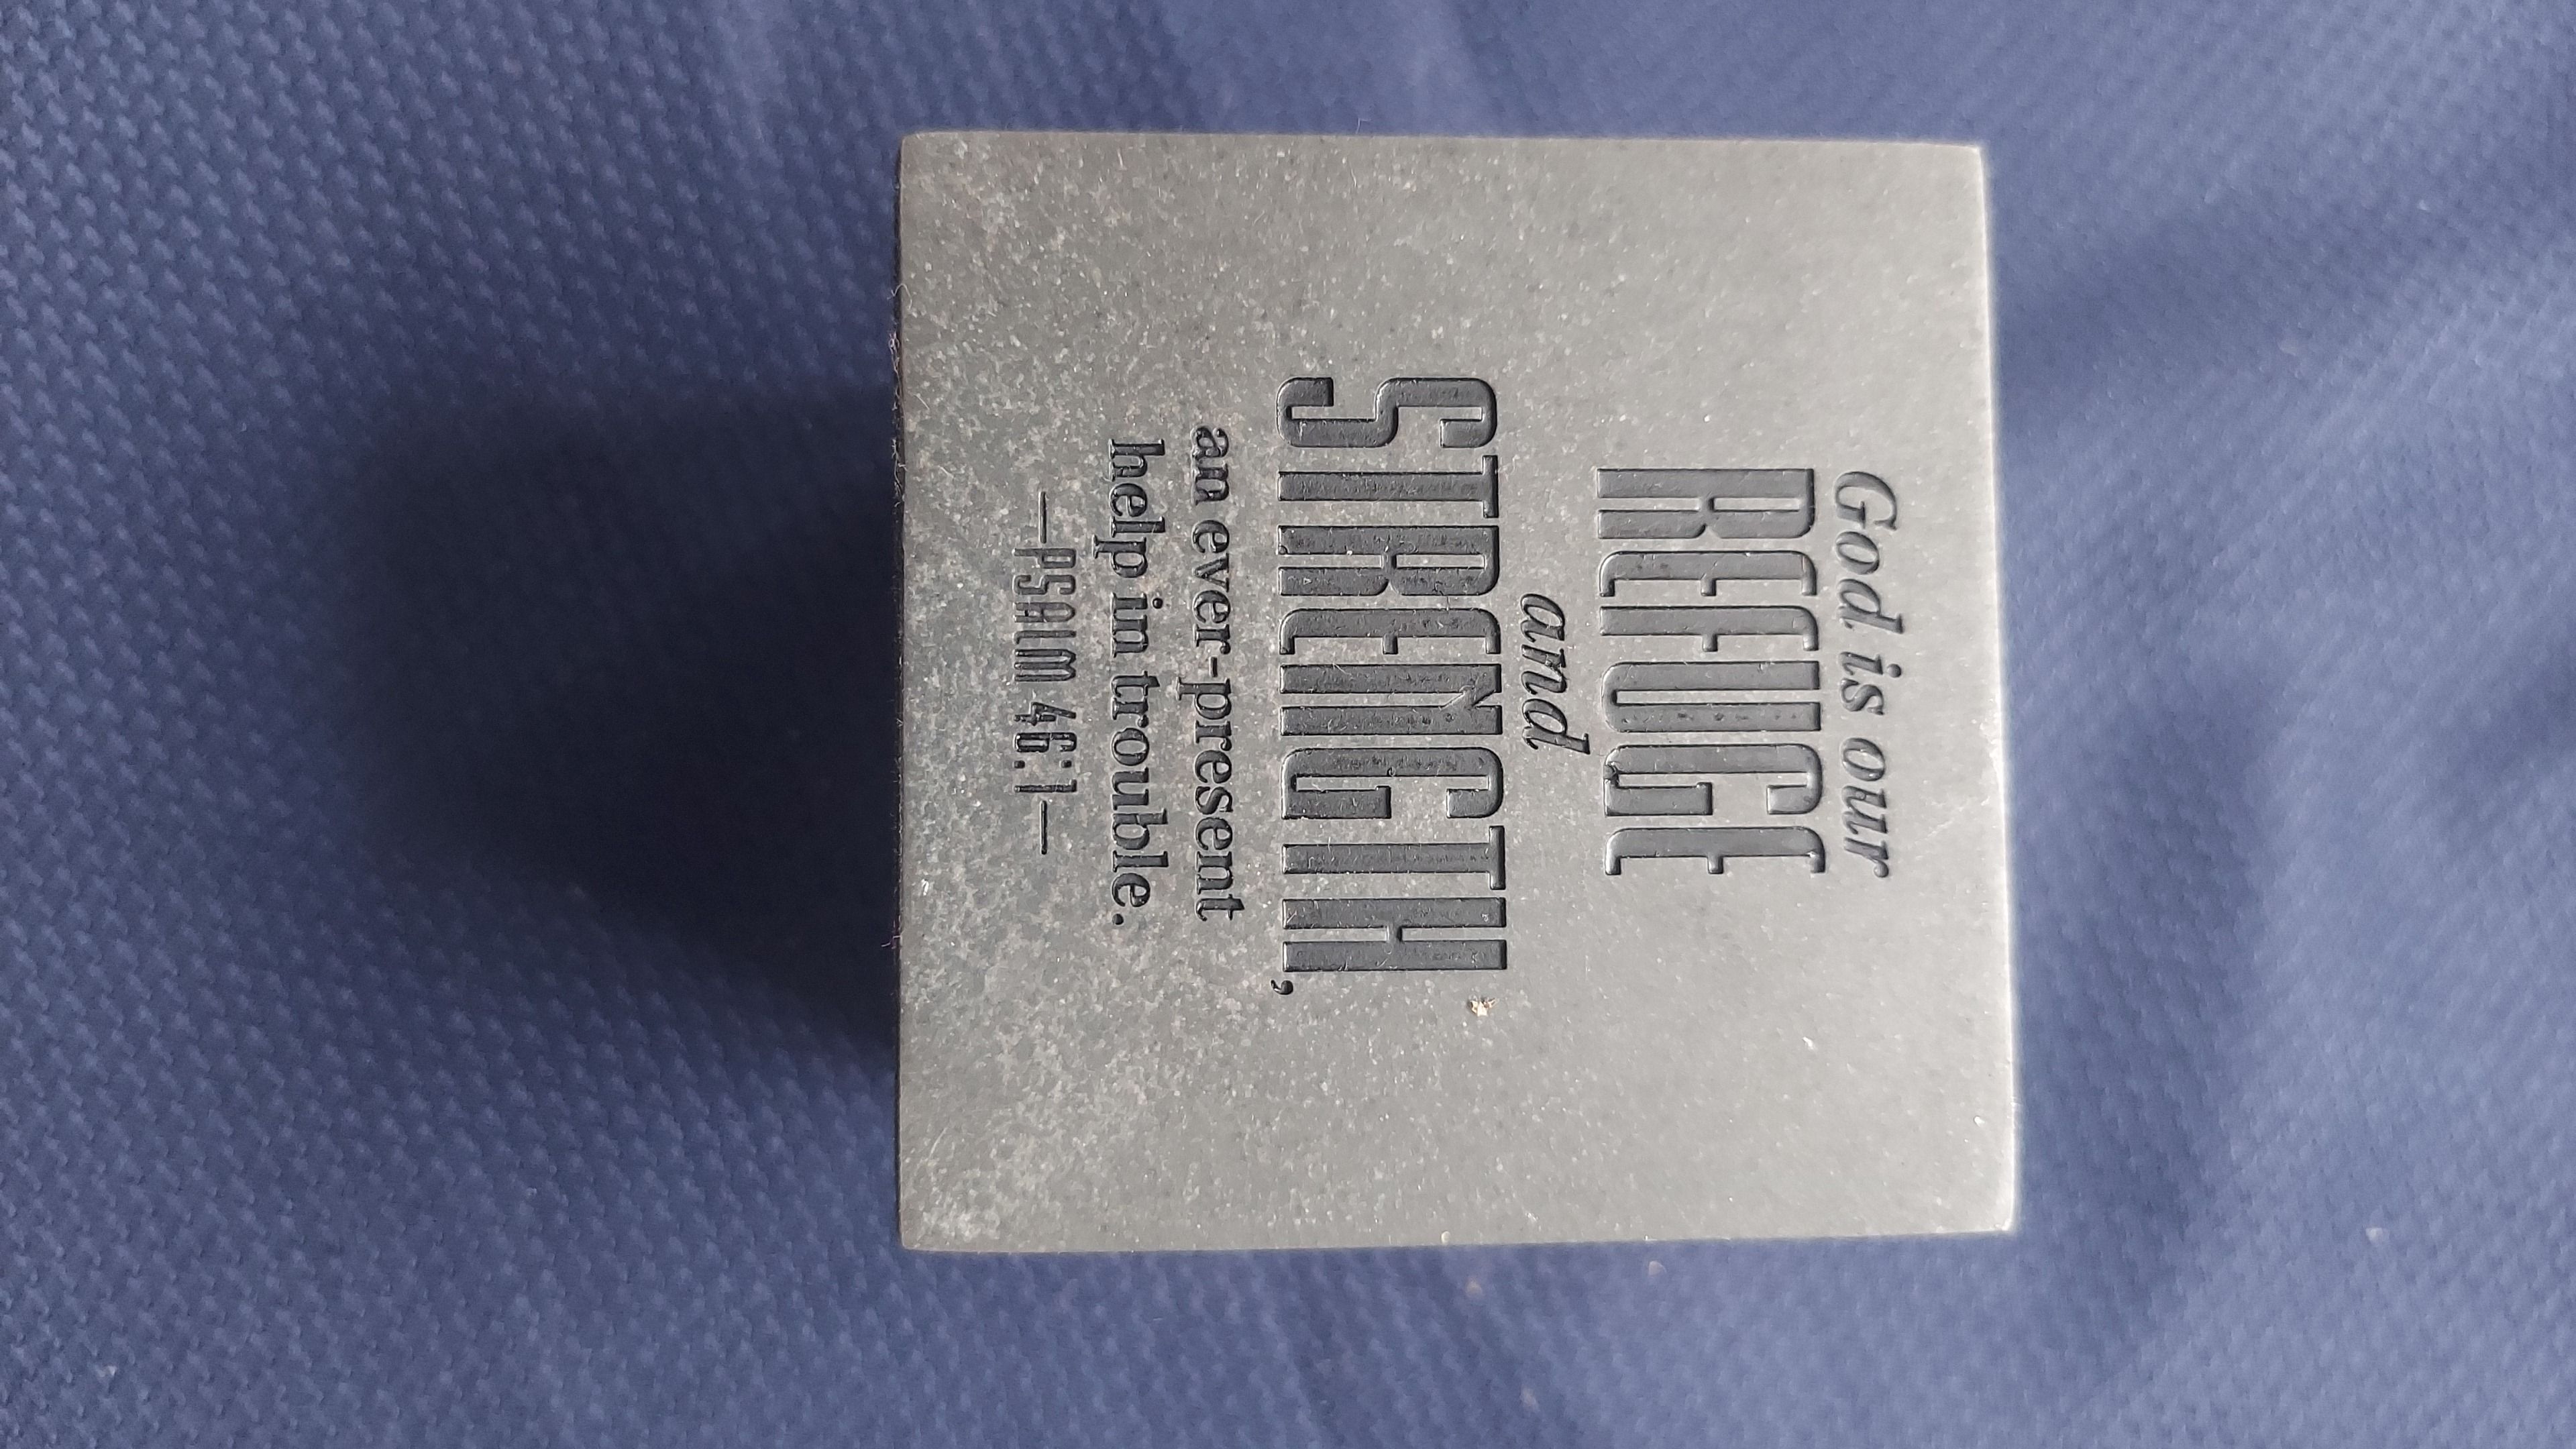 God is our
REFUGE
and
STRENGTH,
an ever-present
help in trouble.
—PSALM 46:1—